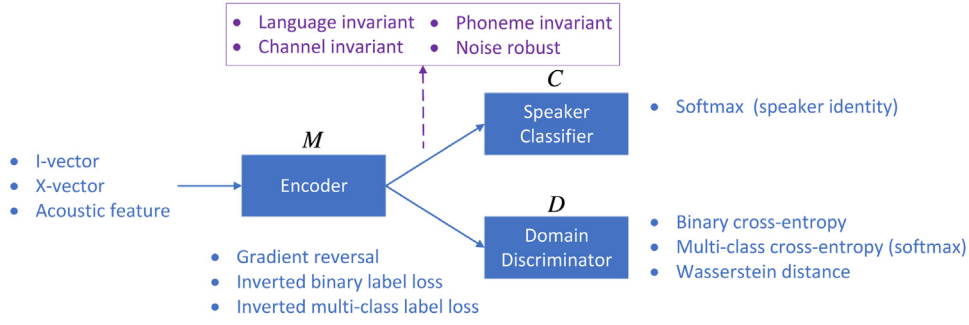 ● Language invariant ● Phoneme invariant
● Channel invariant ● Noise robust
C
Speaker
Classifier
● Softmax (speaker identity)
M
Encoder
● I-vector
● X-vector
● Acoustic feature
D
Domain
Discriminator
● Binary cross-entropy
● Multi-class cross-entropy (softmax)
● Wasserstein distance
● Gradient reversal
● Inverted binary label loss
● Inverted multi-class label loss